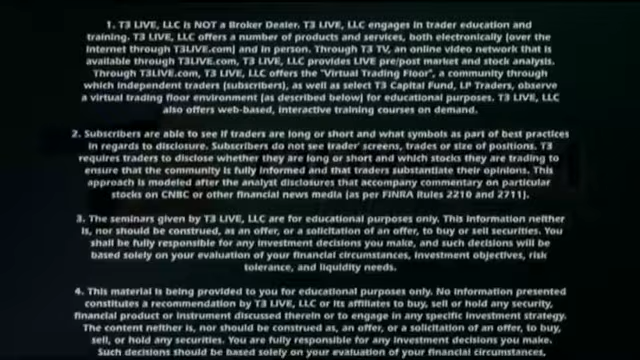 1. T3 LIVE, LLC is NOT a Broker Dealer. T3 LIVE, LLC engages in trader education and
training. T3 LIVE, LLC offers a number of products and services, both electronically (over the
Internet through T3LIVE.com) and in person. Through T3 TV, an online video network that is
available through T3LIVE.com, T3 LIVE, LLC provides LIVE pre/post market and stock analysis.
Through T3LIVE.com, T3 LIVE, LLC offers the "Virtual Trading Floor", a community through
which independent traders (subscribers), as well as select T3 Capital Fund, LP Traders, observe
a virtual trading floor environment (as described below) for educational purposes. T3 LIVE, LLC
also offers web-based, interactive training courses on demand.
2. Subscribers are able to see if traders are long or short and what symbols as part of best practices
in regards to disclosure. Subscribers do not see trader' screens, trades or size of positions. T3
requires traders to disclose whether they are long or short and which stocks they are trading to
ensure that the community is fully informed and that traders substantiate their opinions. This
approach is modeled after the analyst disclosures that accompany commentary on particular
stocks on CNBC or other financial news media (as per FINRA Rules 2210 and 2711).
3. The seminars given by T3 LIVE, LLC are for educational purposes only. This information neither
is, nor should be construed, as an offer, or a solicitation of an offer, to buy or sell securities. You
shall be fully responsible for any investment decisions you make, and such decisions will be
based solely on your evaluation of your financial circumstances, investment objectives, risk
tolerance, and liquidity needs.
4. This material is being provided to you for educational purposes only. No information presented
constitutes a recommendation by T3 LIVE, LLC or its affiliates to buy, sell or hold any security,
financial product or instrument discussed therein or to engage in any specific investment strategy.
The content neither is, nor should be construed as, an offer, or a solicitation of an offer, to buy,
sell, or hold any securities. You are fully responsible for any investment decisions you make.
Such decisions should be based solely on your evaluation of your financial circumstances,